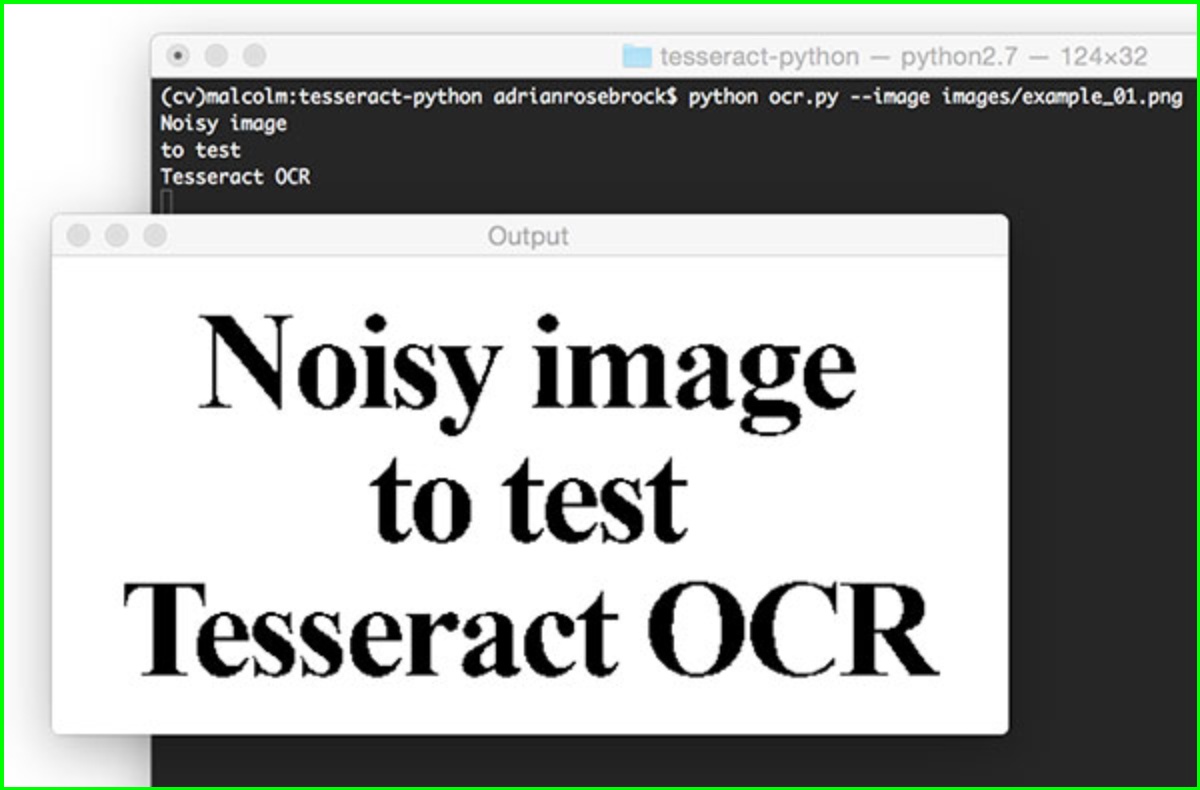 tesseract-python — python2.7 — 124×32
(cv)malcolm:tesseract-python adrianrosebrock$ python ocr.py --image images/example_01.png
Noisy image
to test
Tesseract OCR
Output
Noisy image
to test
Tesseract OCR